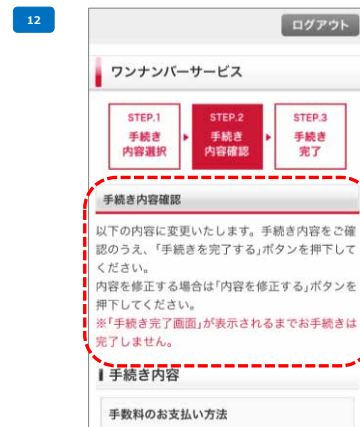 12
ログアウト
ワンナンバーサービス
STEP.1
手続き
内容選択
STEP.2
手続き
内容確認
STEP.3
手続き
完了
手続き内容確認
以下の内容に変更いたします。手続き内容をご確
認のうえ、「手続きを完了する」ボタンを押下して
ください。
内容を修正する場合は「内容を修正する」ボタンを
押下してください。
※「手続き完了画面」が表示されるまでお手続きは
完了しません。
手続き内容
手数料のお支払い方法